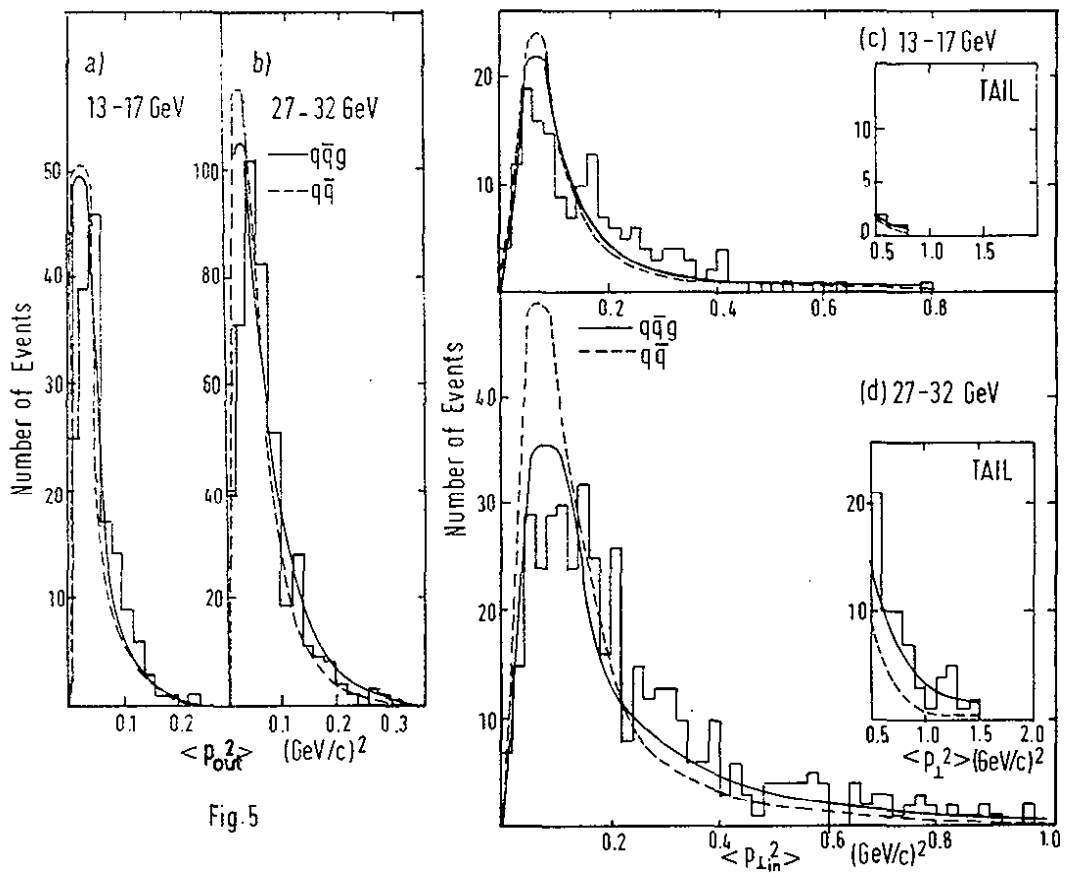 a)
13-17 GeV
50
40
30
20
10
0.1
0.2
Number of Events
b)
27-32 GeV
qq̄g
qq̄
100
80
60
40
20
0.1
0.2
0.3
<p²out> (GeV/c)²
Fig.5
(c) 13-17 GeV
20
10
0.2
0.4
0.6
0.8
TAIL
10
5
0
0.5
1.0
1.5
qq̄g
qq̄
(d) 27-32 GeV
Number of Events
40
30
20
10
0.2
0.4
0.6
0.8
1.0
<p²⊥in> (GeV/c)²
TAIL
20
10
0.5
1.0
1.5
2.0
<p⊥²>(GeV/c)²